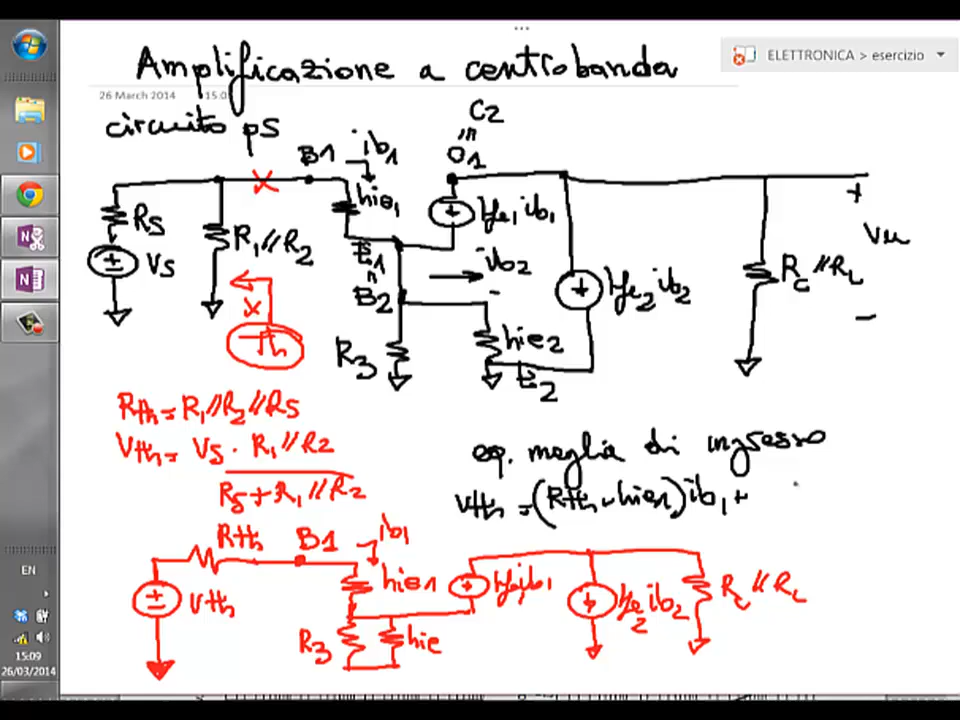 ELETTRONICA > esercizio
Amplificazione a centrobanda
26 March 2014 15:09
circuito pS
C2
B1
ib1
hie1
hfe1 ib1
Rs
R1//R2
Vs
E1
B2
ib2
hfe2 ib2
Rc//RL
Vu
+
-
Th
R3
hie2
E2
Rth = R1//R2//Rs
Vth = Vs · R1//R2
Rs + R1//R2
eq. maglia di ingresso
Vth = (Rth + hie1) ib1 +
Rth
B1
ib1
Vth
hie1
hfe1 ib1
hfe2 ib2
Rc//RL
R3
hie
EN
15:09
26/03/2014